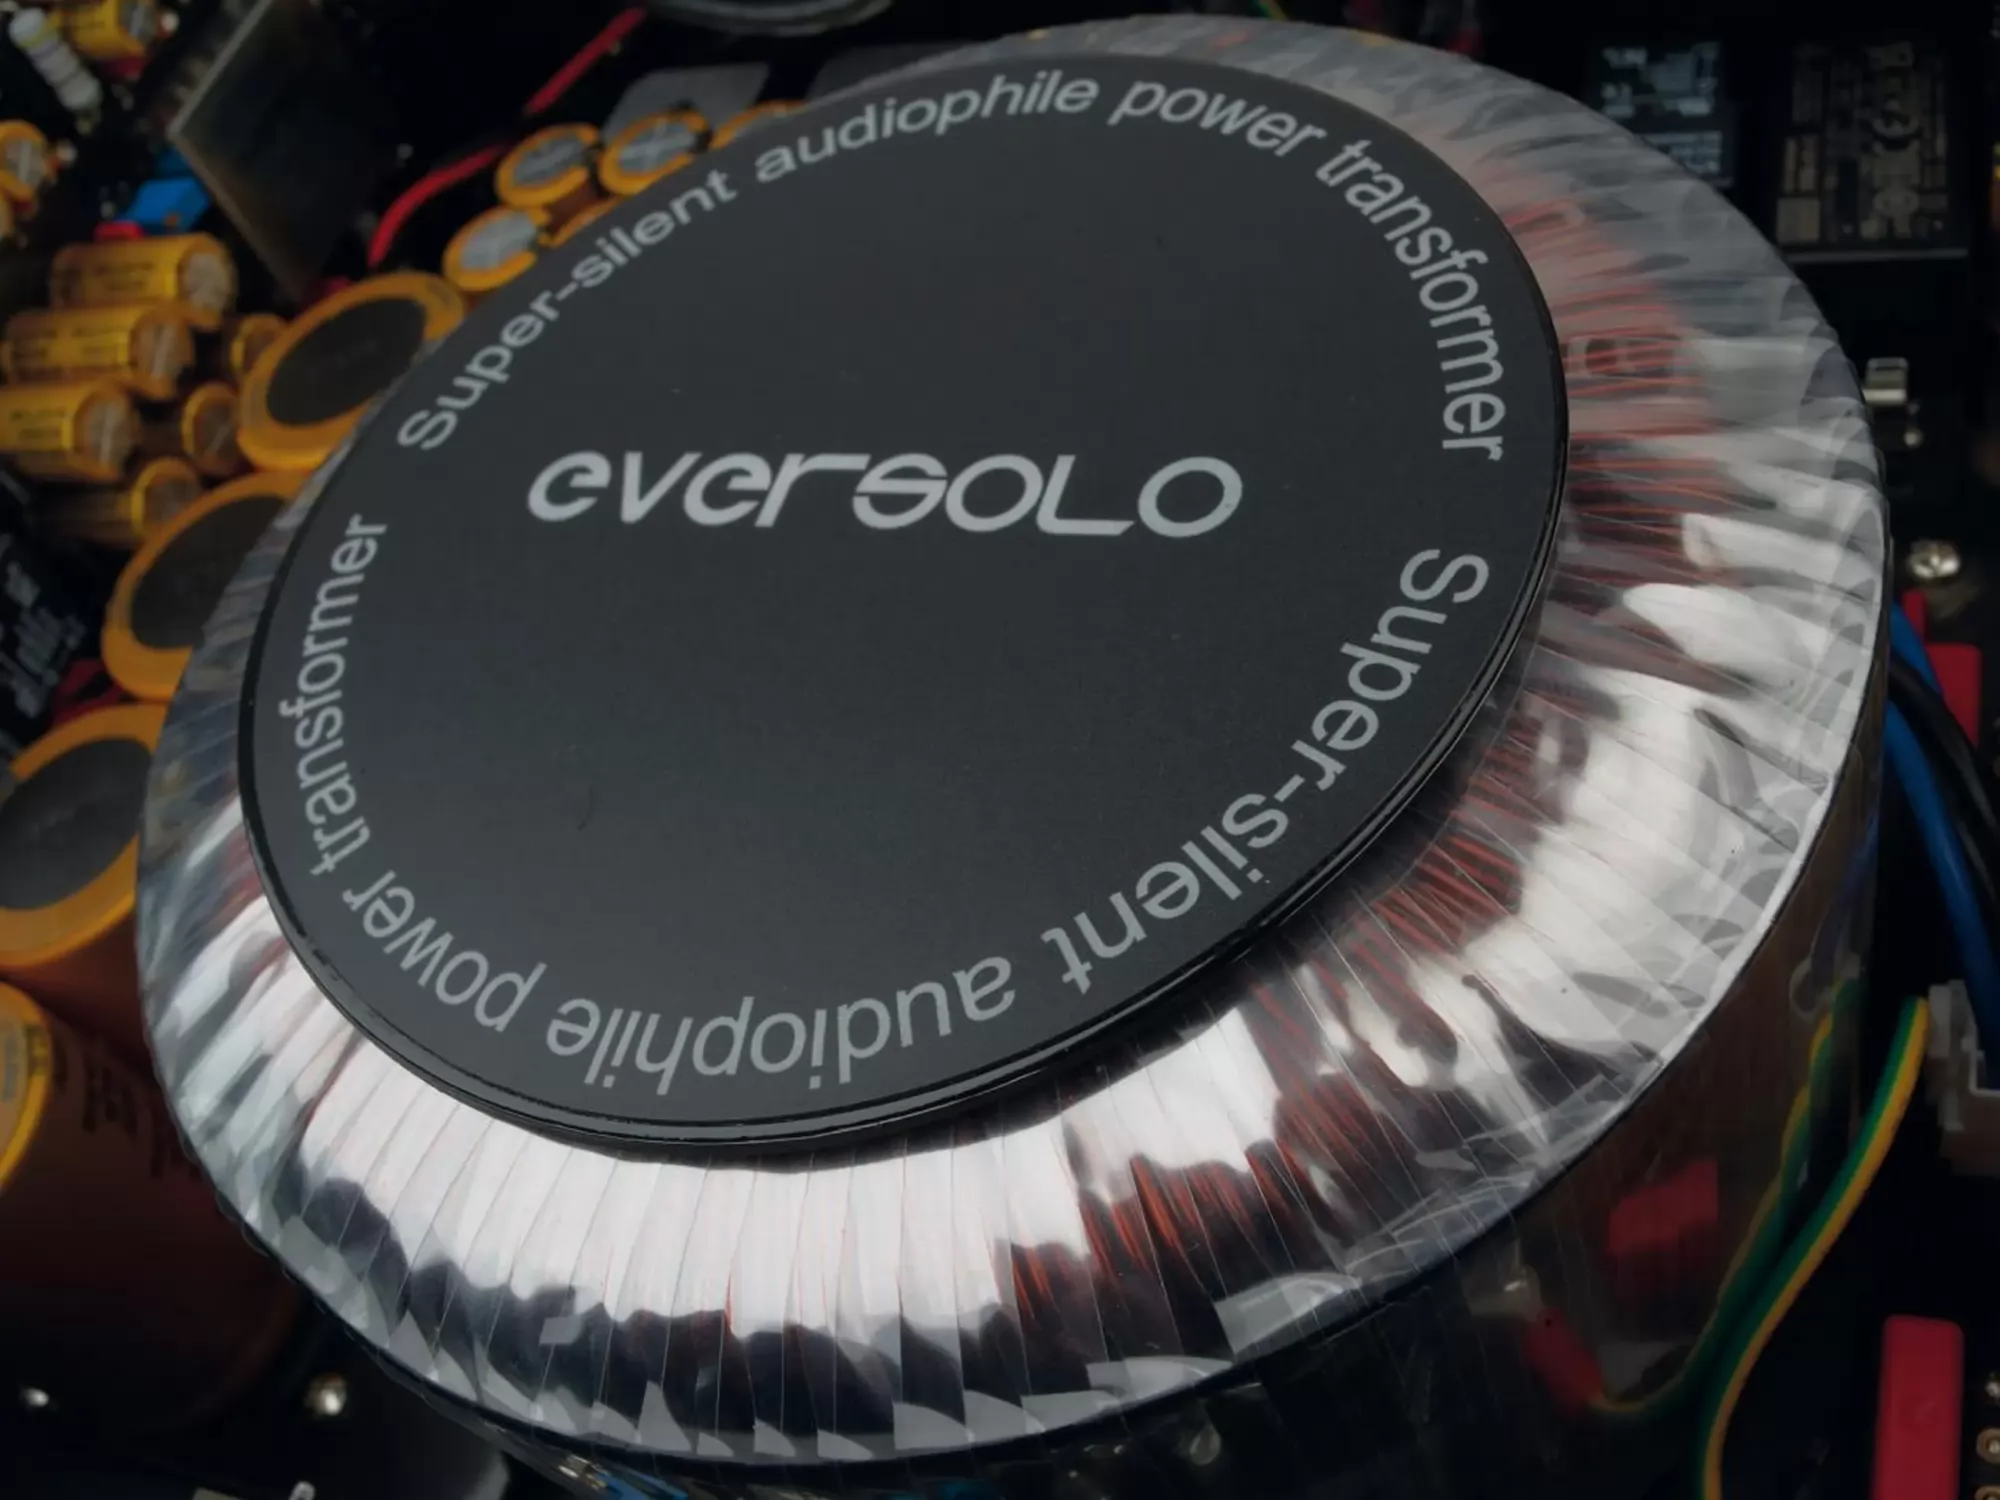 Super-silent audiophile power transformer
eversolo
Super-silent audiophile power transformer